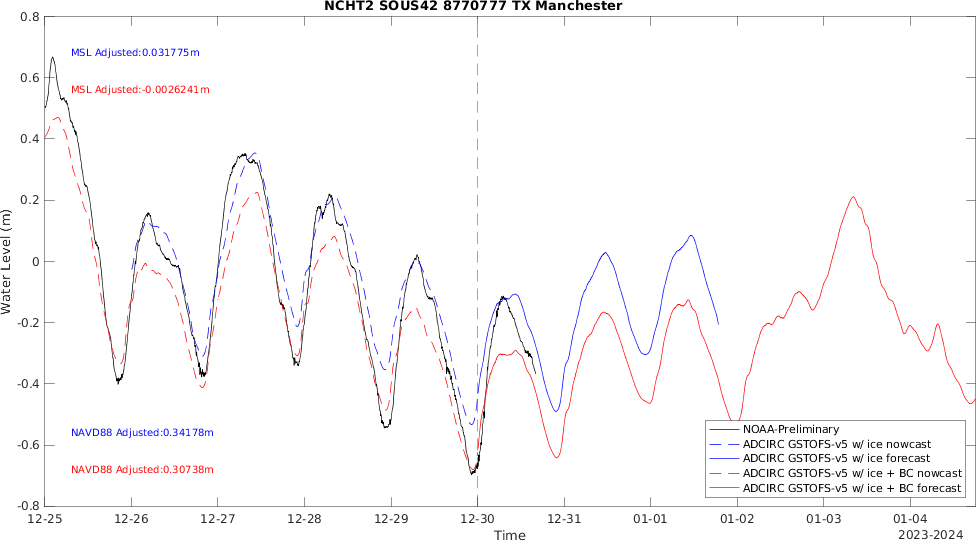 NCHT2 SOUS42 8770777 TX Manchester
0.8
0.6
0.4
0.2
0
-0.2
-0.4
-0.6
-0.8
Water Level (m)
MSL Adjusted:0.031775m
MSL Adjusted:-0.0026241m
NAVD88 Adjusted:0.34178m
NAVD88 Adjusted:0.30738m
NOAA-Preliminary
ADCIRC GSTOFS-v5 w/ ice nowcast
ADCIRC GSTOFS-v5 w/ ice forecast
ADCIRC GSTOFS-v5 w/ ice + BC nowcast
ADCIRC GSTOFS-v5 w/ ice + BC forecast
12-25 12-26 12-27 12-28 12-29 12-30 12-31 01-01 01-02 01-03 01-04
Time
2023-2024